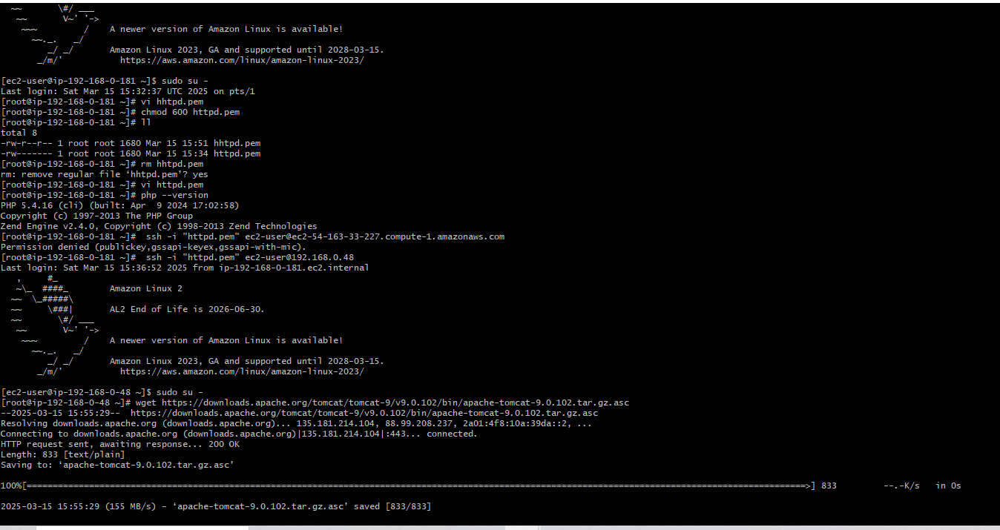 ~~       \#/ ___
~~         V~' '->
~~~         /    A newer version of Amazon Linux is available!
~~._.   _/
_/ _/       Amazon Linux 2023, GA and supported until 2028-03-15.
_/m/'           https://aws.amazon.com/linux/amazon-linux-2023/
[ec2-user@ip-192-168-0-181 ~]$ sudo su -
Last login: Sat Mar 15 15:32:37 UTC 2025 on pts/1
[root@ip-192-168-0-181 ~]# vi hhtpd.pem
[root@ip-192-168-0-181 ~]# chmod 600 httpd.pem
[root@ip-192-168-0-181 ~]# ll
total 8
-rw-r--r-- 1 root root 1680 Mar 15 15:51 hhtpd.pem
-rw------- 1 root root 1680 Mar 15 15:34 httpd.pem
[root@ip-192-168-0-181 ~]# rm hhtpd.pem
rm: remove regular file ‘hhtpd.pem’? yes
[root@ip-192-168-0-181 ~]# vi httpd.pem
[root@ip-192-168-0-181 ~]# php --version
PHP 5.4.16 (cli) (built: Apr  9 2024 17:02:58)
Copyright (c) 1997-2013 The PHP Group
Zend Engine v2.4.0, Copyright (c) 1998-2013 Zend Technologies
[root@ip-192-168-0-181 ~]#  ssh -i "httpd.pem" ec2-user@ec2-54-163-33-227.compute-1.amazonaws.com
Permission denied (publickey,gssapi-keyex,gssapi-with-mic).
[root@ip-192-168-0-181 ~]#  ssh -i "httpd.pem" ec2-user@192.168.0.48
Last login: Sat Mar 15 15:36:52 2025 from ip-192-168-0-181.ec2.internal
,     #_
~\_  ####_        Amazon Linux 2
~~  \_#####\
~~     \###|       AL2 End of Life is 2026-06-30.
~~       \#/ ___
~~       V~' '->
~~~         /    A newer version of Amazon Linux is available!
~~._.   _/
_/ _/       Amazon Linux 2023, GA and supported until 2028-03-15.
_/m/'           https://aws.amazon.com/linux/amazon-linux-2023/
[ec2-user@ip-192-168-0-48 ~]$ sudo su -
[root@ip-192-168-0-48 ~]# wget https://downloads.apache.org/tomcat/tomcat-9/v9.0.102/bin/apache-tomcat-9.0.102.tar.gz.asc
--2025-03-15 15:55:29--  https://downloads.apache.org/tomcat/tomcat-9/v9.0.102/bin/apache-tomcat-9.0.102.tar.gz.asc
Resolving downloads.apache.org (downloads.apache.org)... 135.181.214.104, 88.99.208.237, 2a01:4f8:10a:39da::2, ...
Connecting to downloads.apache.org (downloads.apache.org)|135.181.214.104|:443... connected.
HTTP request sent, awaiting response... 200 OK
Length: 833 [text/plain]
Saving to: ‘apache-tomcat-9.0.102.tar.gz.asc’
100%[======================================================================================================================================================>] 833         --.-K/s   in 0s
2025-03-15 15:55:29 (155 MB/s) - ‘apache-tomcat-9.0.102.tar.gz.asc’ saved [833/833]